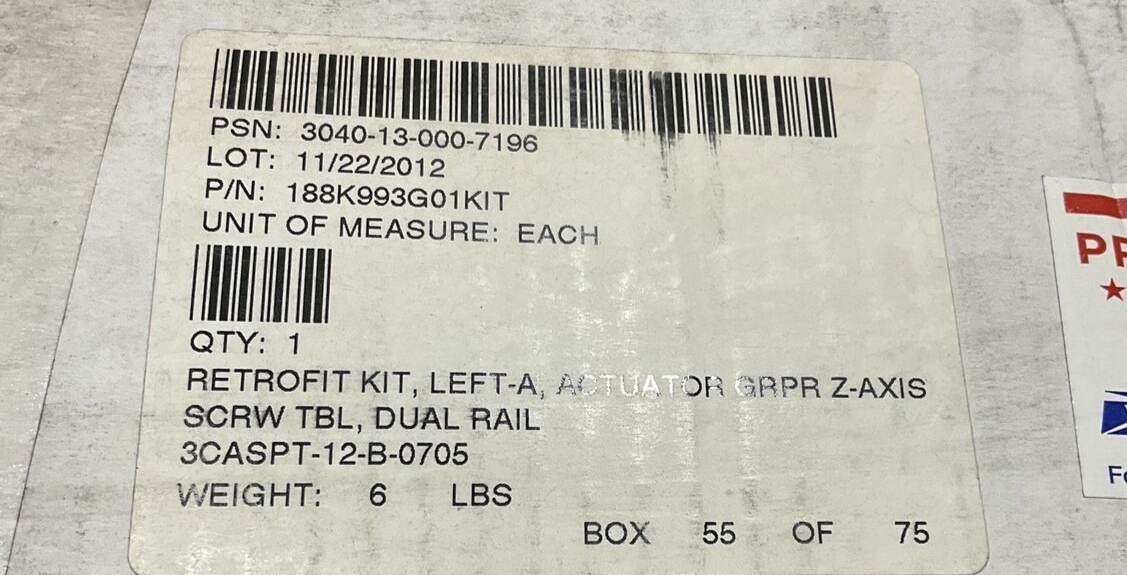 PSN: 3040-13-000-7196
LOT: 11/22/2012
P/N: 188K993G01KIT
UNIT OF MEASURE: EACH
QTY: 1
RETROFIT KIT, LEFT-A, ACTUATOR GRPR Z-AXIS
SCRW TBL, DUAL RAIL
3CASPT-12-B-0705
WEIGHT: 6 LBS
BOX 55 OF 75